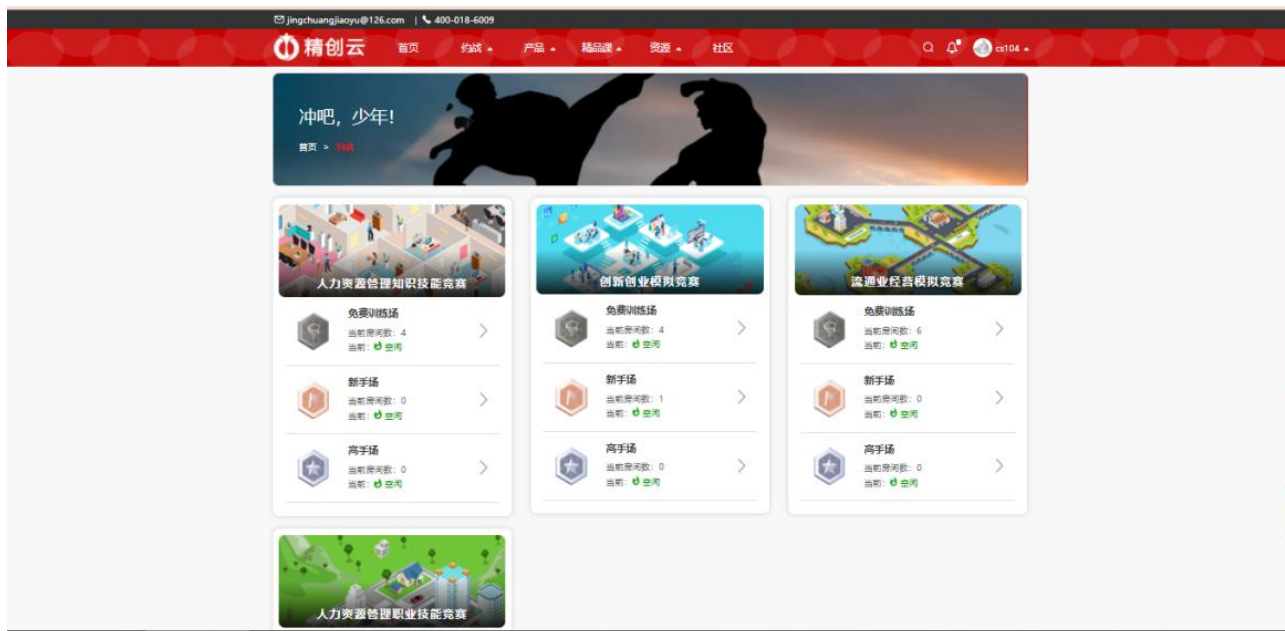 jingchuangjiaoyu@126.com | 400-018-6009
精创云 首页 约战 产品 精品课 资源 社区 cs104
冲吧，少年！
首页 > 约战
人力资源管理知识技能竞赛
免费训练场
当前房间数：4
当前：空闲
新手场
当前房间数：0
当前：空闲
高手场
当前房间数：0
当前：空闲
创新创业模拟竞赛
免费训练场
当前房间数：4
当前：空闲
新手场
当前房间数：1
当前：空闲
高手场
当前房间数：0
当前：空闲
流通业经营模拟竞赛
免费训练场
当前房间数：6
当前：空闲
新手场
当前房间数：0
当前：空闲
高手场
当前房间数：0
当前：空闲
人力资源管理职业技能竞赛